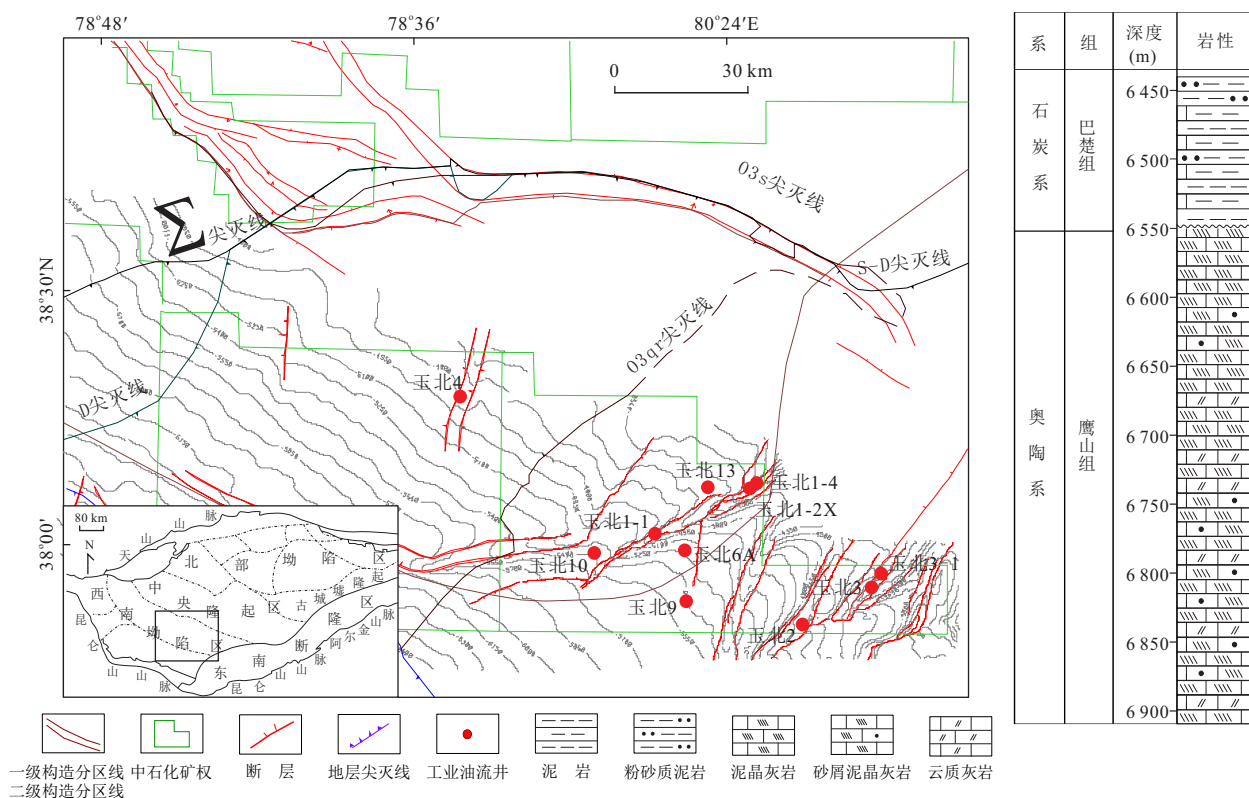 78°48′ 78°36′ 80°24′
0 30 km
38°30′N
38°00′
Σ尖灭线
O3s尖灭线
S-D尖灭线
O3qr尖灭线
D尖灭线
玉北4
玉北13
玉北1-4
玉北1-2X
玉北1-1
玉北6A
玉北10
玉北9
玉北3-1
玉北3
玉北2
80 km
N
天山山脉
北部坳陷区
中央隆起区
古城墟隆起
西南坳陷区
东南断隆区
阿尔金山脉
昆仑山脉
昆仑山脉
一级构造分区线
二级构造分区线
中石化矿权
断层
地层尖灭线
工业油流井
泥岩
粉砂质泥岩
泥晶灰岩
砂屑泥晶灰岩
云质灰岩
系 组 深度(m) 岩性
石炭系
巴楚组
奥陶系
鹰山组
6 450
6 500
6 550
6 600
6 650
6 700
6 750
6 800
6 850
6 900